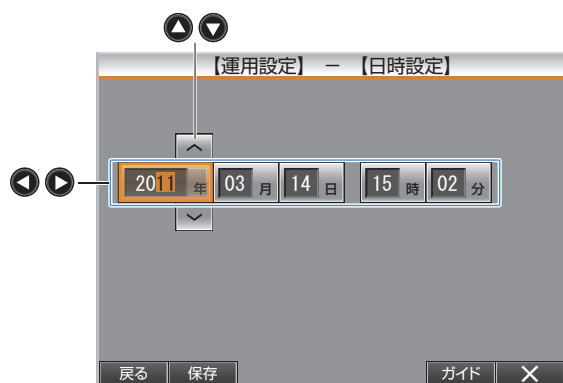 【運用設定】 － 【日時設定】
2011 年 03 月 14 日 15 時 02 分
戻る 保存 ガイド ×